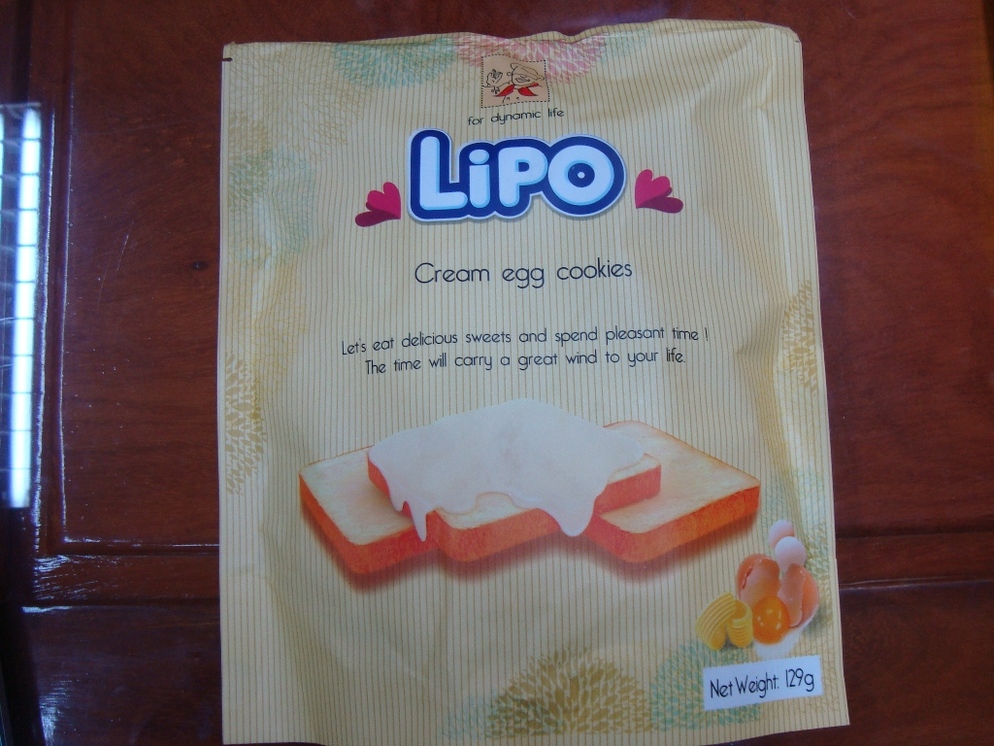 for dynamic life
LiPO
Cream egg cookies
Let's eat delicious sweets and spend pleasant time !
The time will carry a great wind to your life.
Net Weight: 129g